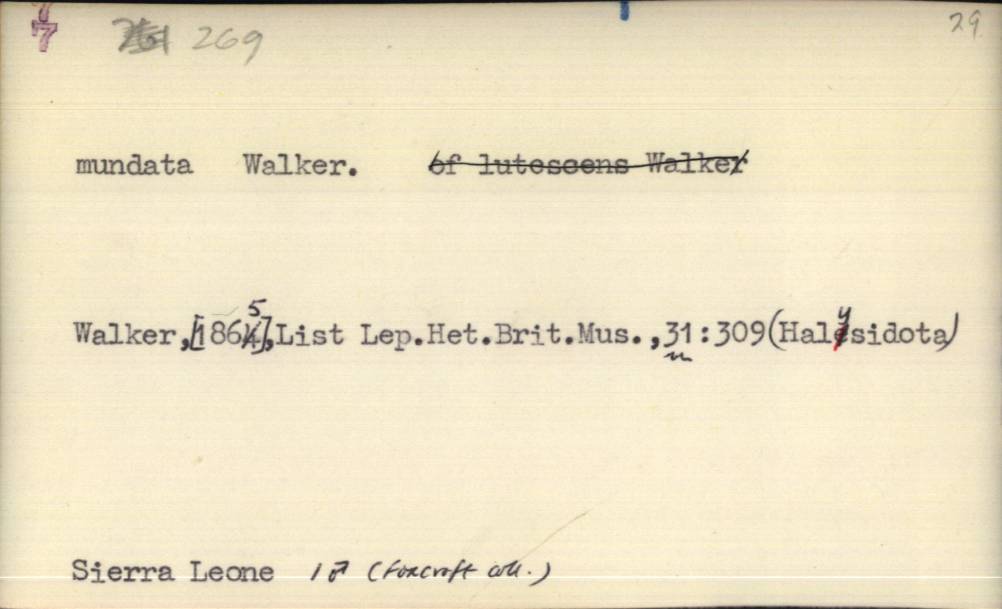 7
269
29
mundata Walker. of lutescens Walker
Walker,[1865],List Lep.Het.Brit.Mus.,31:309(Halysidota)
Sierra Leone 1♂ (Foxcroft coll.)